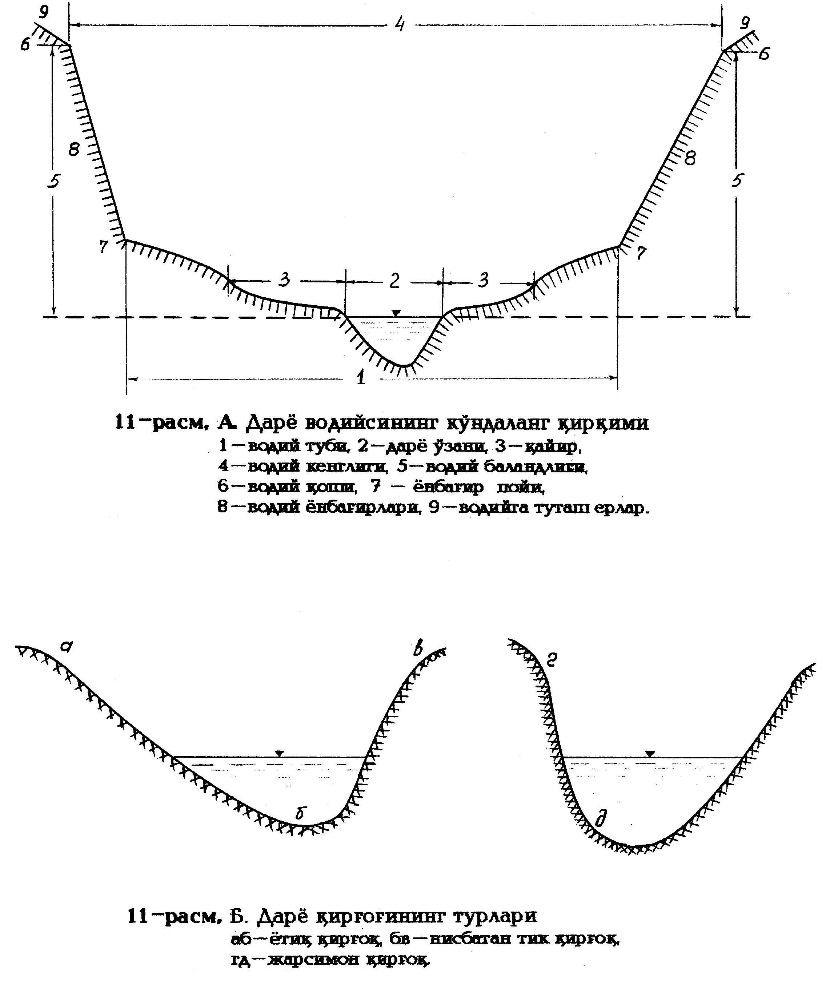 9 4 9
6 6
8 8
5 5
7 7
3 2 3
1
11—расм, А. Дарё водийсининг кўндаланг қирқими
1—водий туби, 2—дарё ўзани, 3—қайир,
4—водий кенглиги, 5—водий баландлиги,
6—водий қоши, 7 — ёнбағир пойи,
8—водий ёнбағирлари, 9—водийга туташ ерлар.
а в г
б д
11—расм, Б. Дарё қирғоғининг турлари
аб—ётиқ қирғоқ, бв—нисбатан тик қирғоқ,
гд—жарсимон қирғоқ.